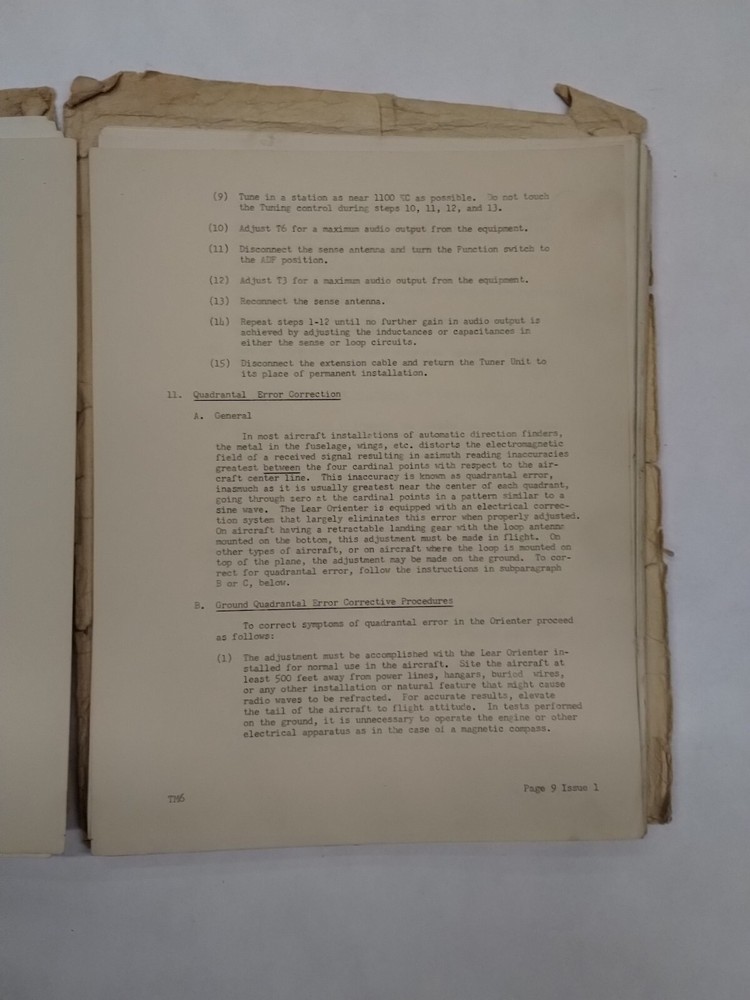 (9) Tune in a station as near 1100 KC as possible. Do not touch
the Tuning control during steps 10, 11, 12, and 13.
(10) Adjust T6 for a maximum audio output from the equipment.
(11) Disconnect the sense antenna and turn the Function switch to
the ADF position.
(12) Adjust T3 for a maximum audio output from the equipment.
(13) Reconnect the sense antenna.
(14) Repeat steps 1-12 until no further gain in audio output is
achieved by adjusting the inductances or capacitances in
either the sense or loop circuits.
(15) Disconnect the extension cable and return the Tuner Unit to
its place of permanent installation.
11. Quadrantal Error Correction
A. General
In most aircraft installations of automatic direction finders,
the metal in the fuselage, wings, etc. distorts the electromagnetic
field of a received signal resulting in azimuth reading inaccuracies
greatest between the four cardinal points with respect to the air-
craft center line. This inaccuracy is known as quadrantal error,
inasmuch as it is usually greatest near the center of each quadrant,
going through zero at the cardinal points in a pattern similar to a
sine wave. The Lear Orienter is equipped with an electrical correc-
tion system that largely eliminates this error when properly adjusted.
On aircraft having a retractable landing gear with the loop antenna
mounted on the bottom, this adjustment must be made in flight. On
other types of aircraft, or on aircraft where the loop is mounted on
top of the plane, the adjustment may be made on the ground. To cor-
rect for quadrantal error, follow the instructions in subparagraph
B or C, below.
B. Ground Quadrantal Error Corrective Procedures
To correct symptoms of quadrantal error in the Orienter proceed
as follows:
(1) The adjustment must be accomplished with the Lear Orienter in-
stalled for normal use in the aircraft. Site the aircraft at
least 500 feet away from power lines, hangars, buried wires,
or any other installation or natural feature that might cause
radio waves to be refracted. For accurate results, elevate
the tail of the aircraft to flight attitude. In tests performed
on the ground, it is unnecessary to operate the engine or other
electrical apparatus as in the case of a magnetic compass.
TM6
Page 9 Issue 1